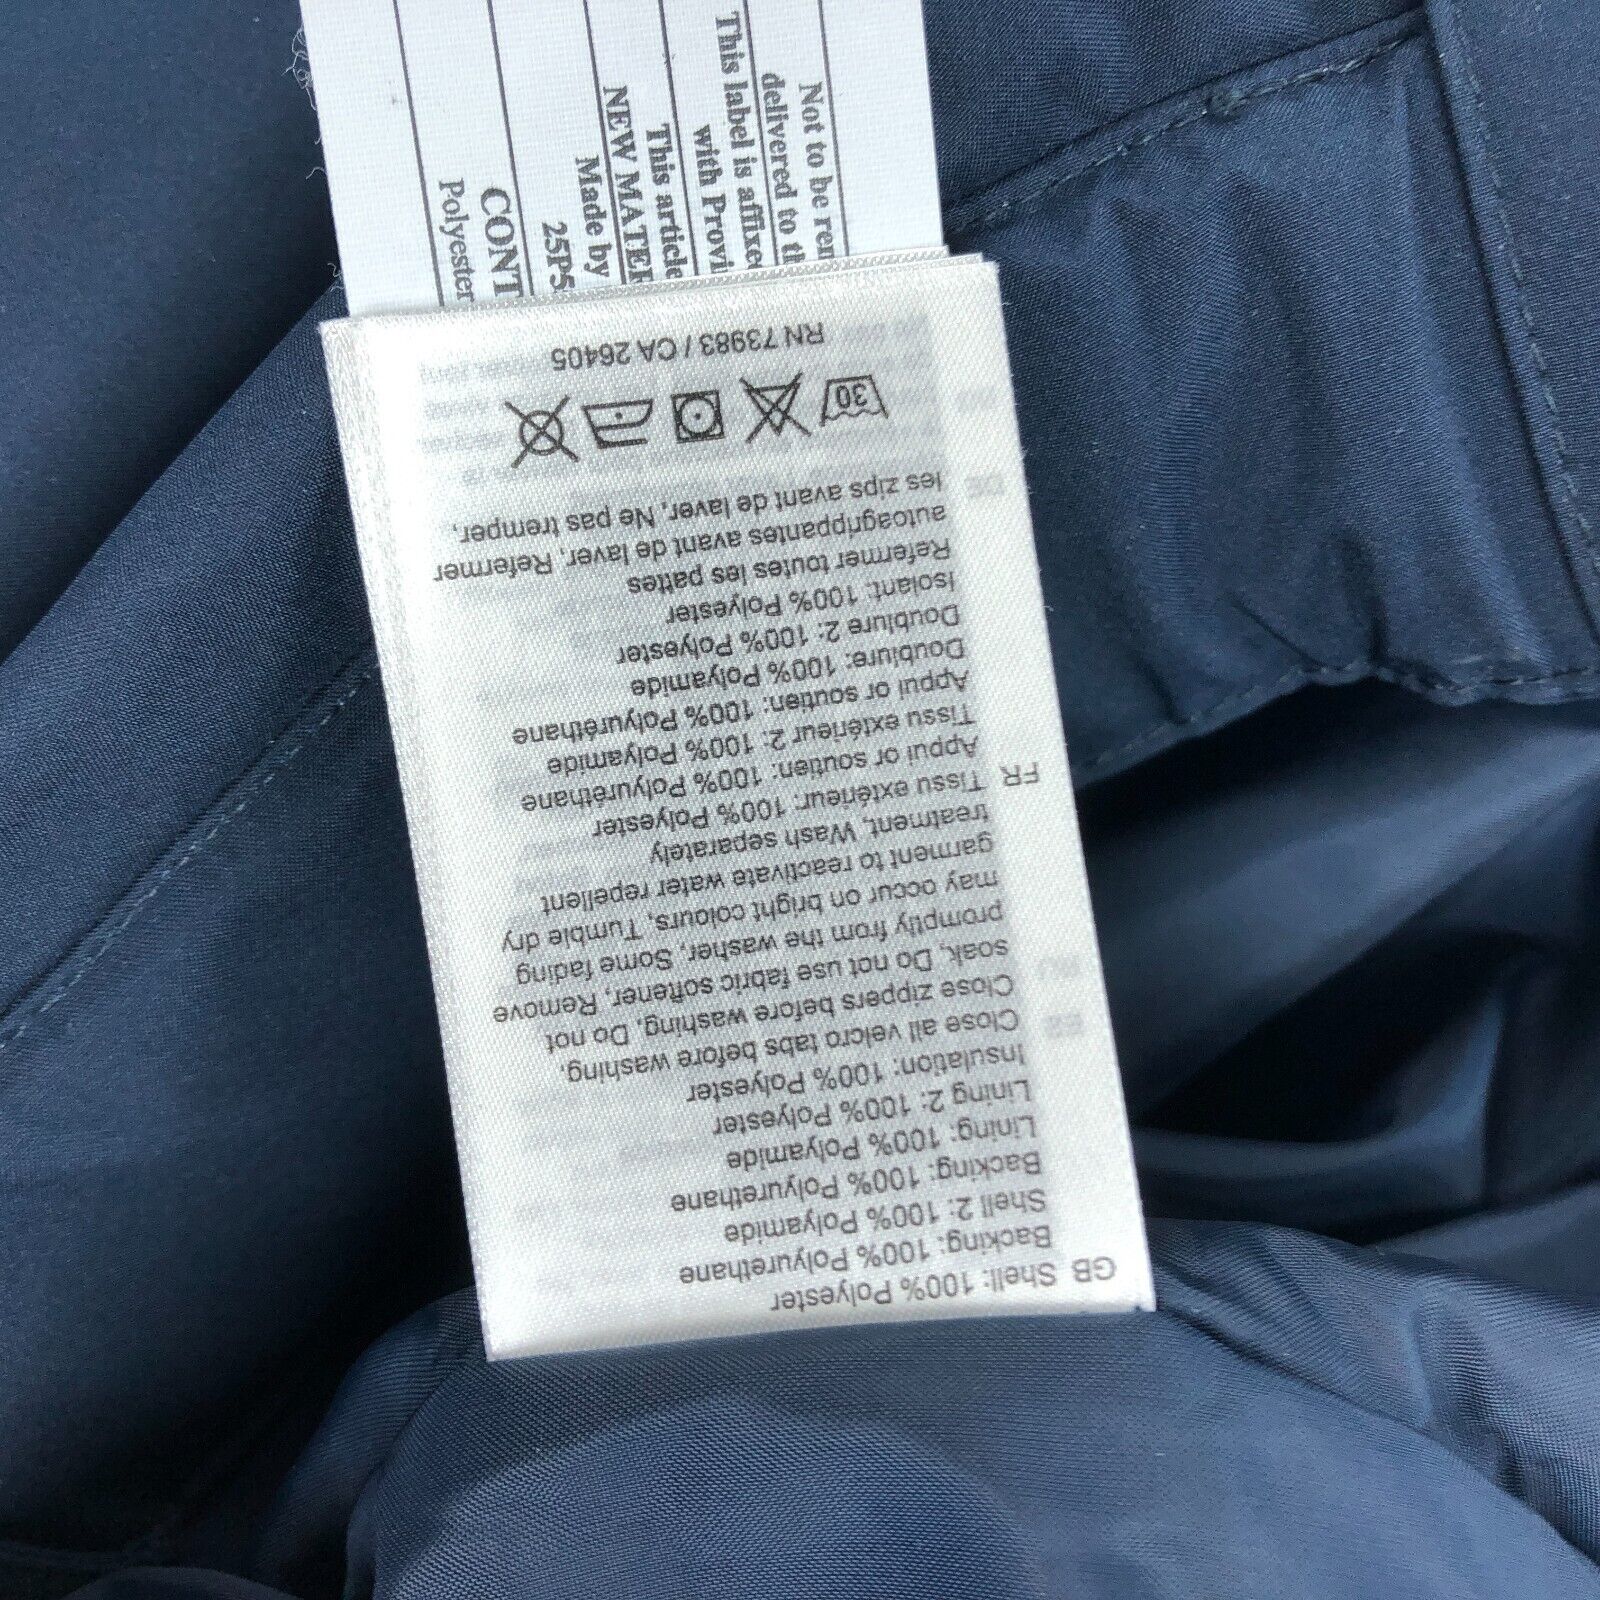 Not to be rem
delivered to th
This label is affixed
with Provi
This article
NEW MATER
Made by
25PS
CONT
Polyester
GB Shell: 100% Polyester
Backing: 100% Polyurethane
Shell 2: 100% Polyamide
Backing: 100% Polyurethane
Lining: 100% Polyamide
Lining 2: 100% Polyester
Insulation: 100% Polyester
Close all velcro tabs before washing,
Close zippers before washing, Do not
soak, Do not use fabric softener, Remove
promptly from the washer, Some fading
may occur on bright colours, Tumble dry
garment to reactivate water repellent
treatment, Wash separately
FR Tissu extérieur: 100% Polyester
Appui or soutien: 100% Polyuréthane
Tissu extérieur 2: 100% Polyamide
Appui or soutien: 100% Polyuréthane
Doublure: 100% Polyamide
Doublure 2: 100% Polyester
Isolant: 100% Polyester
Refermer toutes les pattes
autoagrippantes avant de laver, Refermer
les zips avant de laver, Ne pas tremper,
30
RN 73983 / CA 26405